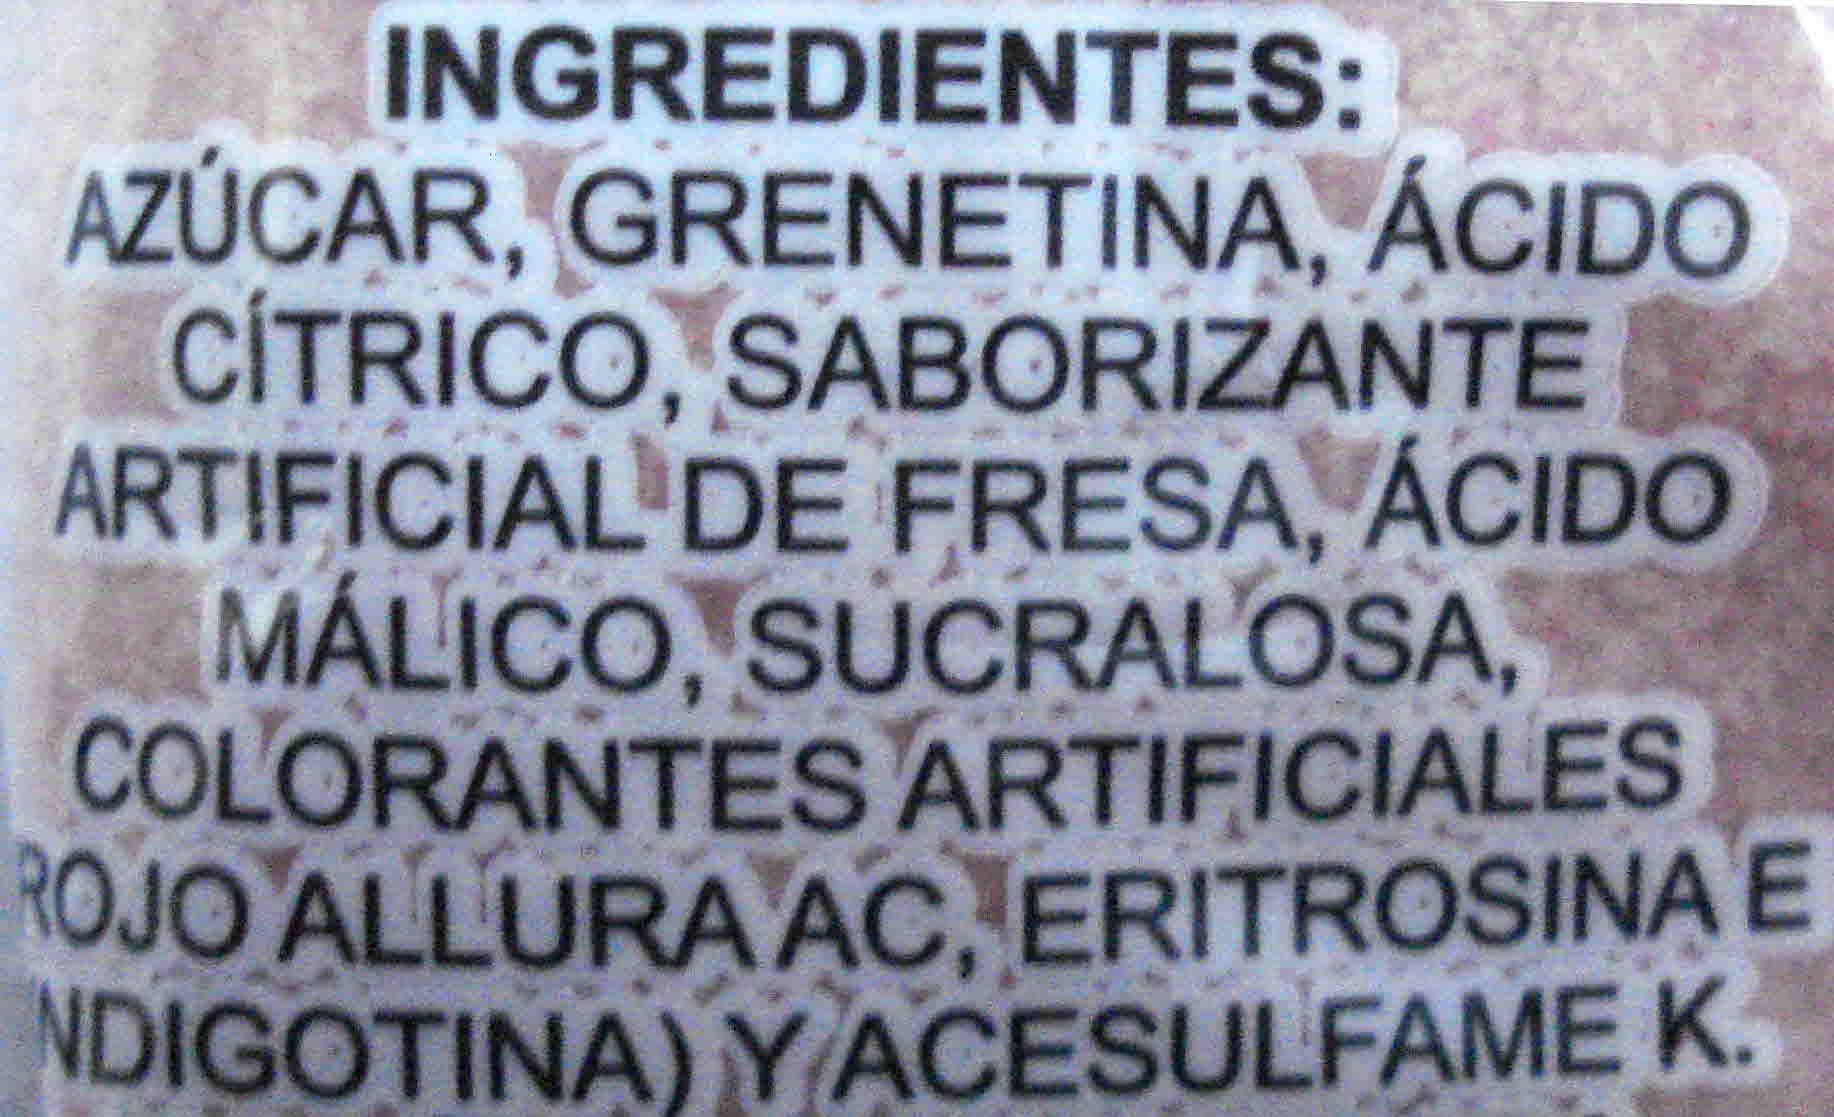 INGREDIENTES:
AZÚCAR, GRENETINA, ÁCIDO
CÍTRICO, SABORIZANTE
ARTIFICIAL DE FRESA, ÁCIDO
MÁLICO, SUCRALOSA,
COLORANTES ARTIFICIALES
ROJO ALLURA AC, ERITROSINA E
NDIGOTINA) Y ACESULFAME K.